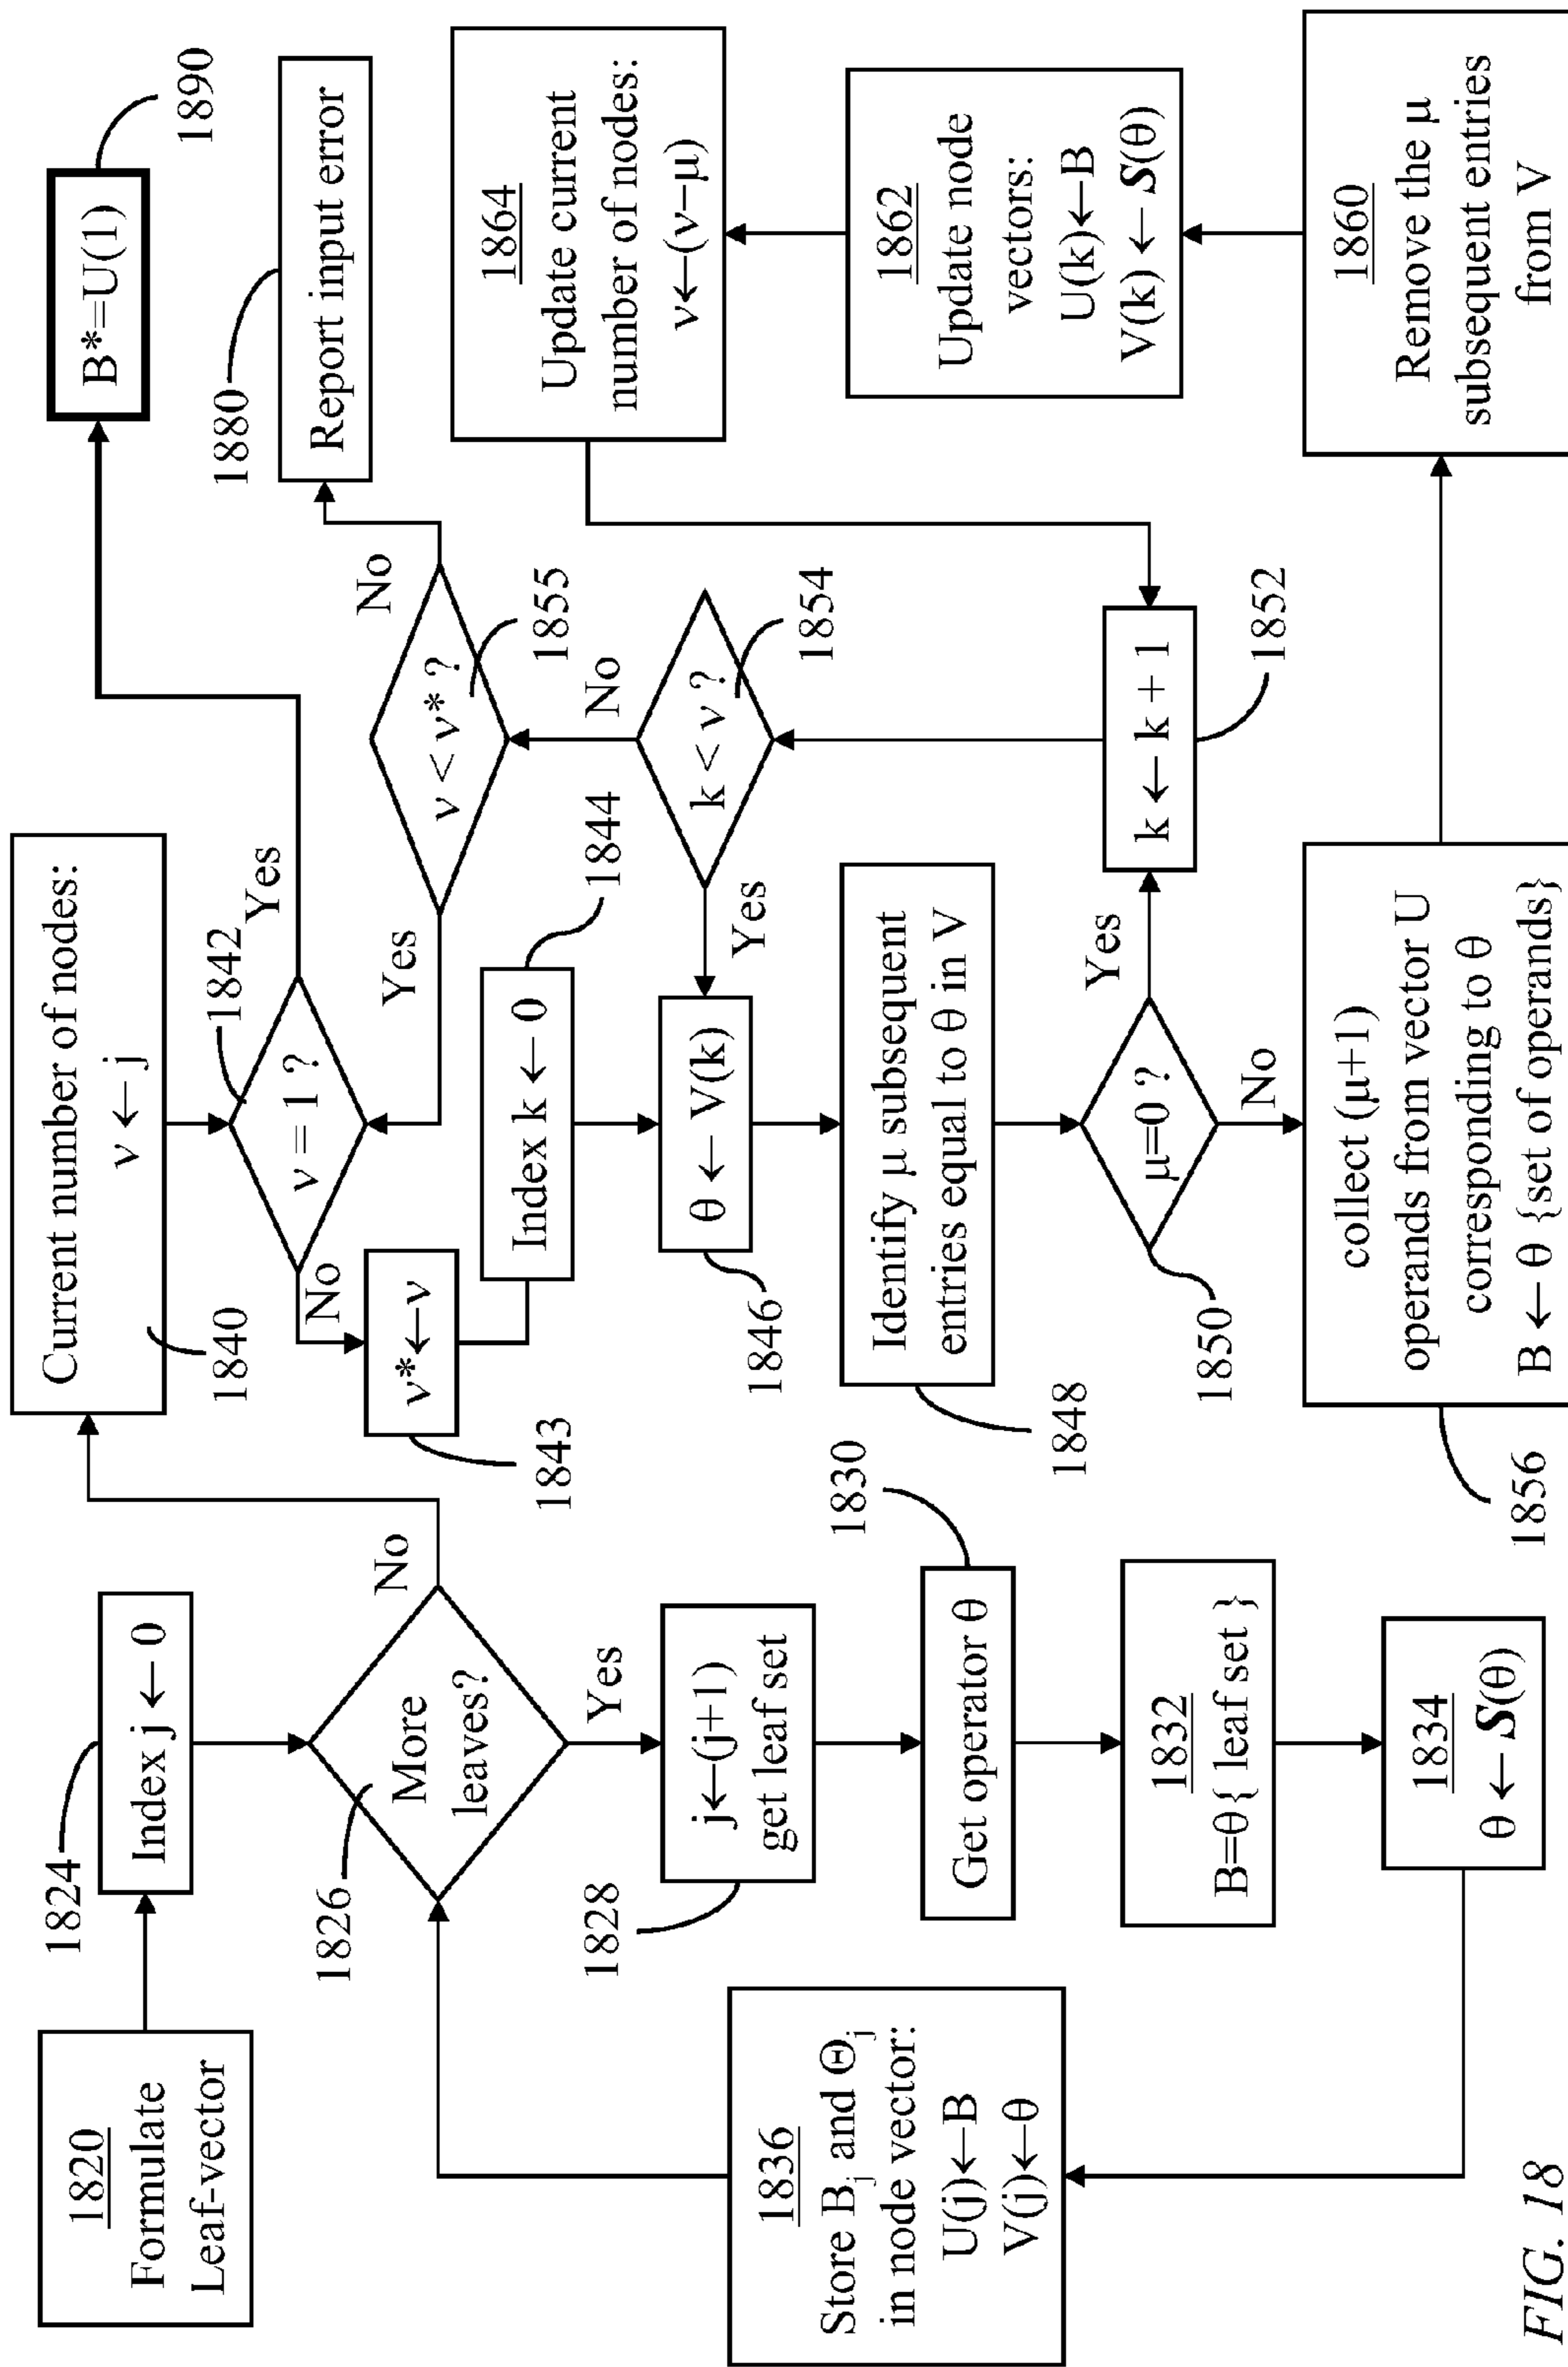 1820
Formulate
Leaf-vector
1824
Index j ← 0
1826
More
leaves?
No
Yes
1828
j←(j+1)
get leaf set
1830
Get operator θ
1832
B=θ{ leaf set }
1834
θ ← S(θ)
1836
Store Bj and Θj
in node vector:
U(j)←B
V(j)←θ
Current number of nodes:
ν ← j
1840
1842
ν = 1 ?
Yes
No
1843
ν*←ν
1844
Index k ← 0
1846
θ ← V(k)
1848
Identify μ subsequent
entries equal to θ in V
1850
μ=0 ?
Yes
No
collect (μ+1)
operands from vector U
corresponding to θ
B ← θ {set of operands}
1856
1852
k ← k + 1
1854
k < ν ?
Yes
No
1855
ν < ν* ?
Yes
No
1860
Remove the μ
subsequent entries
from V
1862
Update node
vectors:
U(k)←B
V(k) ← S(θ)
1864
Update current
number of nodes:
ν←(ν−μ)
1880
Report input error
1890
B*=U(1)
FIG. 18